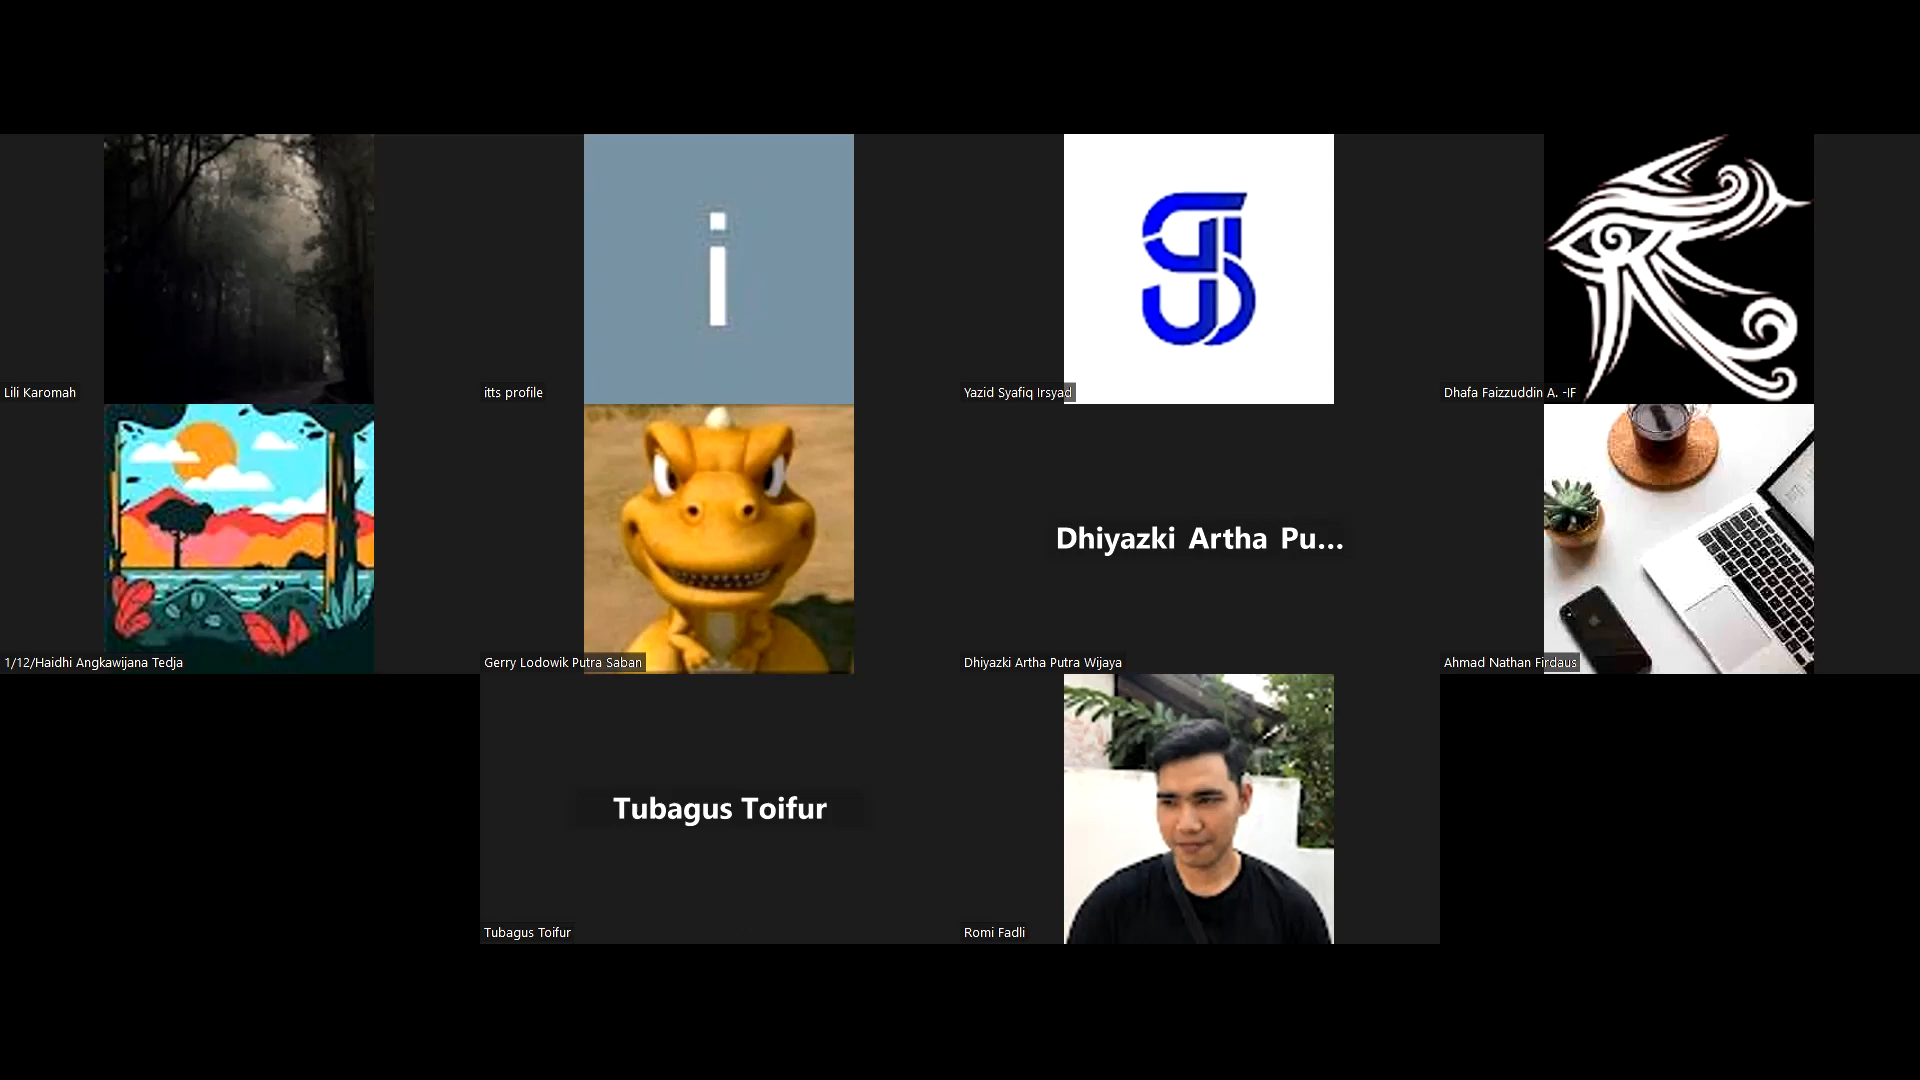 i
Lili Karomah
itts profile
Yazid Syafiq Irsyad
Dhafa Faizzuddin A. -IF
Dhiyazki Artha Pu...
1/12/Haidhi Angkawijana Tedja
Gerry Lodowik Putra Saban
Dhiyazki Artha Putra Wijaya
Ahmad Nathan Firdaus
Tubagus Toifur
Tubagus Toifur
Romi Fadli